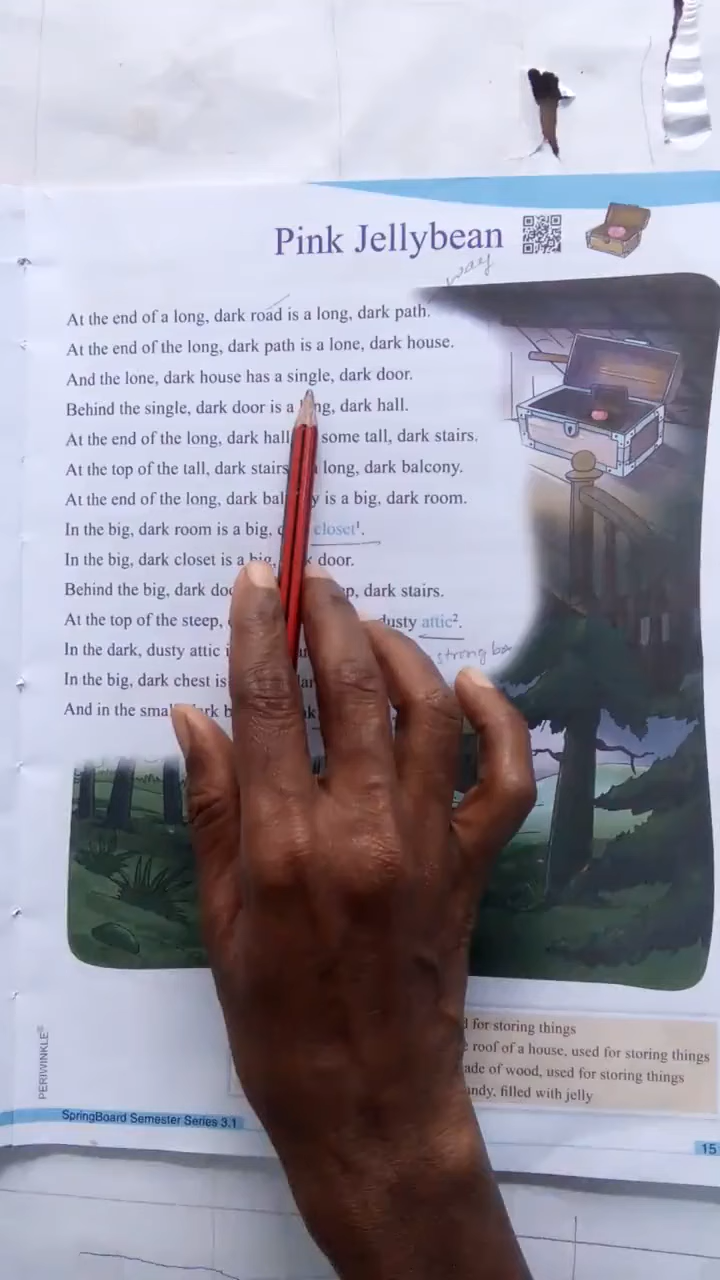 Pink Jellybean
way
At the end of a long, dark road is a long, dark path.
At the end of the long, dark path is a lone, dark house.
And the lone, dark house has a single, dark door.
Behind the single, dark door is a long, dark hall.
At the end of the long, dark hall some tall, dark stairs.
At the top of the tall, dark stairs long, dark balcony.
At the end of the long, dark balcony is a big, dark room.
In the big, dark room is a big, closet¹.
In the big, dark closet is a big, door.
Behind the big, dark dark stairs.
At the top of the steep, dusty attic².
In the dark, dusty attic
strong
In the big, dark chest is
And in the small
for storing things
roof of a house, used for storing things
made of wood, used for storing things
candy, filled with jelly
PERIWINKLE
SpringBoard Semester Series 3.1
15